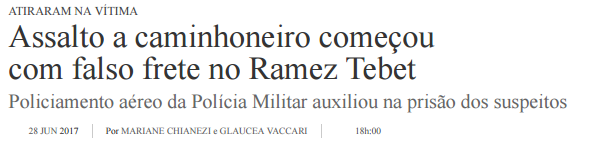 ATIRARAM NA VÍTIMA
Assalto a caminhoneiro começou
com falso frete no Ramez Tebet
Policiamento aéreo da Polícia Militar auxiliou na prisão dos suspeitos
28 JUN 2017 Por MARIANE CHIANEZI e GLAUCEA VACCARI 18h:00